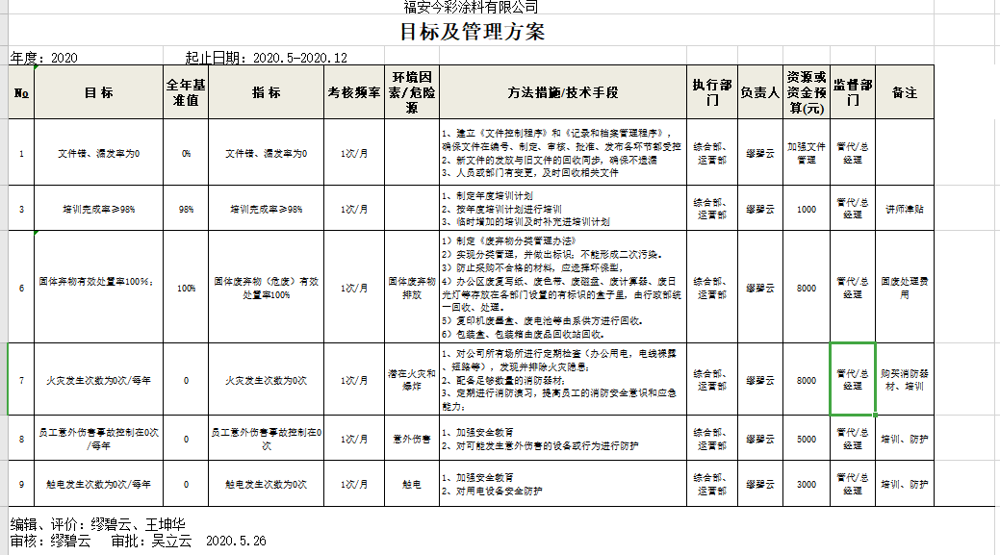 福安今彩涂料有限公司
目标及管理方案
年度：2020 起止日期：2020.5-2020.12
No 目 标 全年基准值 指 标 考核频率 环境因素/危险源 方法措施/技术手段 执行部门 负责人 资源或资金预算(元) 监督部门 备注
1 文件错、漏发率为0 0% 文件错、漏发率为0 1次/月
1、建立《文件控制程序》和《记录和档案管理程序》，
确保文件在编号、制定、审核、批准、发布各环节都受控
2、新文件的发放与旧文件的回收同步，确保不遗漏
3、人员或部门有变更，及时回收相关文件
综合部、运营部 缪碧云 加强文件管理 管代/总经理
3 培训完成率≥98% 98% 培训完成率≥98% 1次/月
1、制定年度培训计划
2、按年度培训计划进行培训
3、临时增加的培训及时补充进培训计划
综合部、运营部 缪碧云 1000 管代/总经理 讲师津贴
6 固体弃物有效处置率100%； 100% 固体废弃物（危废）有效处置率100% 1次/月 固体废弃物排放
1）制定《废弃物分类管理办法》
2）实现分类管理，并做出标识；不能形成二次污染。
3）防止采购不合格的材料，应选择环保型，
4）办公区废复写纸、废色带、废磁盘、废计算器、废日
光灯等存放在各部门设置的有标识的盒子里，由行政部统
一回收、处理。
5）复印机废墨盒、废电池等由系供方进行回收。
6）包装盒、包装箱由废品回收站回收。
综合部、运营部 缪碧云 8000 管代/总经理 固废处理费用
7 火灾发生次数为0次/每年 0 火灾发生次数为0次 1次/月 潜在火灾和爆炸
1、对公司所有场所进行定期检查（办公用电，电线裸露
、短路等），发现并排除火灾隐患；
2、配备足够数量的消防器材；
3、定期进行消防演习，提高员工的消防安全意识和应急
能力；
综合部、运营部 缪碧云 8000 管代/总经理 购买消防器材、培训
8 员工意外伤害事故控制在0次/每年 0 员工意外伤害事故控制在0次 1次/月 意外伤害
1、加强安全教育
2、对可能发生意外伤害的设备或行为进行防护
综合部、运营部 缪碧云 5000 管代/总经理 培训、防护
9 触电发生次数为0次/每年 0 触电发生次数为0次 1次/月 触电
1、加强安全教育
2、对用电设备安全防护
综合部、运营部 缪碧云 3000 管代/总经理 培训、防护
编辑、评价：缪碧云、王坤华
审核：缪碧云 审批：吴立云 2020.5.26